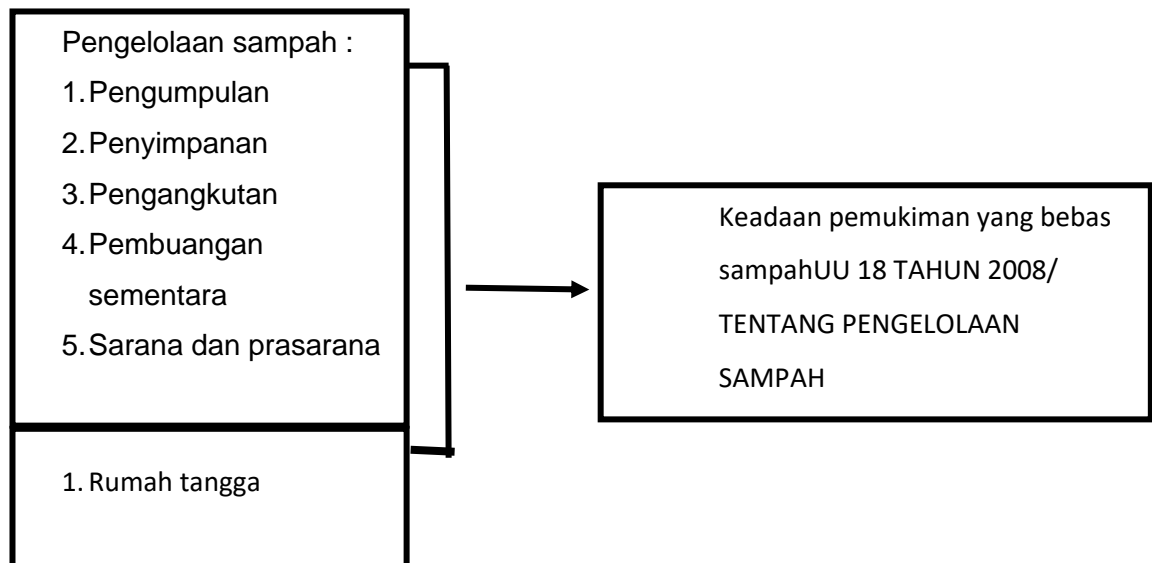 Pengelolaan sampah :
1.Pengumpulan
2.Penyimpanan
3.Pengangkutan
4.Pembuangan
sementara
5.Sarana dan prasarana
Keadaan pemukiman yang bebas
sampahUU 18 TAHUN 2008/
TENTANG PENGELOLAAN
SAMPAH
1. Rumah tangga